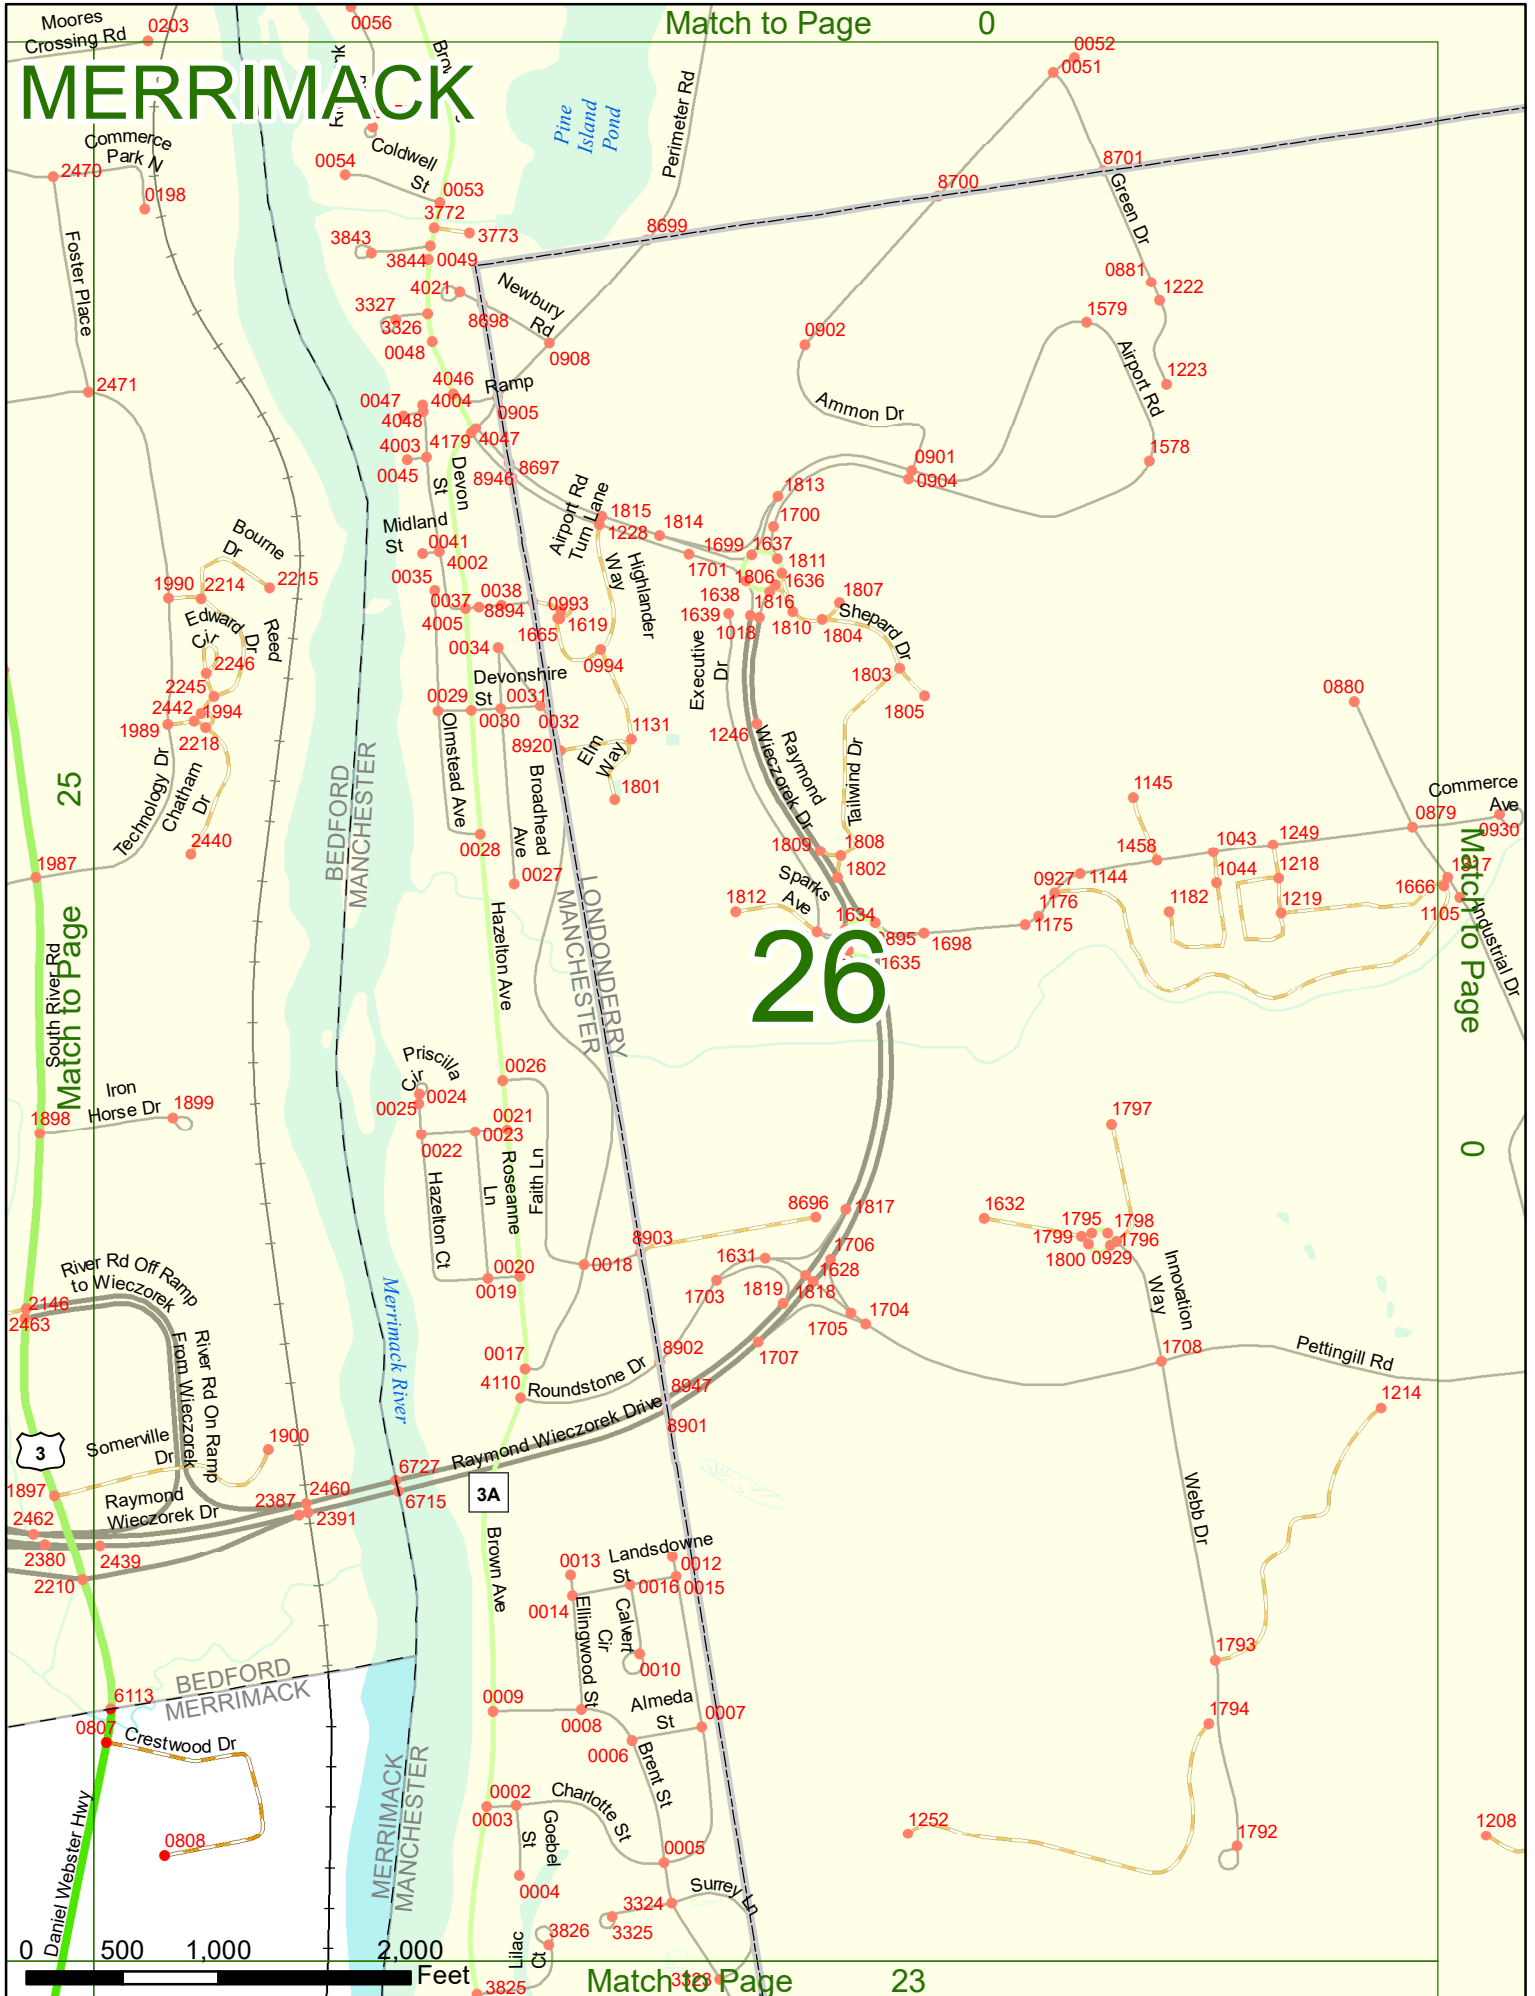 Match to Page 0
MERRIMACK
Moores
Crossing Rd
0203
0056
0052
0051
Pine
Island
Pond
Perimeter Rd
Commerce
Park N
2470
0198
0054
Coldwell
St
0053
3772
3773
3843
3844
0049
8699
8700
8701
Green Dr
Foster Place
4021
Newbury
Rd
3327
3326
8698
0048
0908
0881
1222
1579
0902
Airport Rd
1223
2471
4046
Ramp
0047
4004
4048
0905
4179
4047
Ammon Dr
4003
0045
Devon
St
8946
8697
0901
0904
1578
1813
1700
Airport Rd
Turn Lane
1815
1228
1814
Midland
St
0041
4002
1699
1637
1701
1811
1806
1636
1807
Bourne
Dr
2215
1990
2214
0035
0037
0038
8894
4005
0993
1619
1665
Highlander
Way
1638
1639
1816
1018
1810
1804
Shepard Dr
Edward
Cir
Dr
Reed
2246
0034
0994
Executive
Dr
1803
1805
Devonshire
St
2245
2442
1994
1989
2218
0029
0030
0031
0032
8920
1131
Elm
Way
1801
1246
Raymond
Wieczorek Dr
Tailwind Dr
0880
Technology Dr
Chatham
Dr
2440
BEDFORD
MANCHESTER
Olmstead Ave
0028
Broadhead
Ave
0027
1145
Commerce
Ave
0879
0930
1249
1043
1458
1218
1044
1144
0927
1176
1182
1219
1175
1666
1317
1105
Industrial Dr
1809
1808
1802
Sparks
Ave
1812
1634
0895
1635
1698
26
1987
Match to Page 25
South River Rd
Hazelton Ave
LONDONDERRY
MANCHESTER
Match to Page 0
Iron
Horse Dr
1899
1898
Priscilla
Cir
0024
0025
0026
0021
0023
0022
Hazelton Ct
Roseanne
Ln
Faith Ln
1797
8696
1817
1632
1795
1798
1799
1796
1800
0929
8903
0018
0020
0019
1631
1706
1628
1703
1819
1818
1704
1705
1707
Innovation
Way
1708
Pettingill Rd
River Rd Off Ramp
to Wieczorek
2146
2463
River Rd On Ramp
From Wieczorek
Merrimack River
0017
4110
Roundstone Dr
8902
8947
8901
1214
3
Somerville
Dr
1900
Raymond Wieczorek Drive
6727
6715
3A
1897
Raymond
Wieczorek Dr
2460
2387
2391
2462
2380
2439
2210
Webb Dr
Brown Ave
Landsdowne
St
0013
0012
0016
0015
0014
Ellingwood St
Calvert
Cir
0010
1793
BEDFORD
MERRIMACK
6113
0807
Crestwood Dr
0808
0009
0008
Almeda
St
0007
0006
1794
Brent St
MERRIMACK
MANCHESTER
0002
0003
Charlotte St
Goebel
St
0004
0005
1252
1792
1208
Daniel Webster Hwy
3324
3325
Surrey Ln
3826
Lilac
Ct
3825
3323
0 500 1,000 2,000
Feet
Match to Page 23